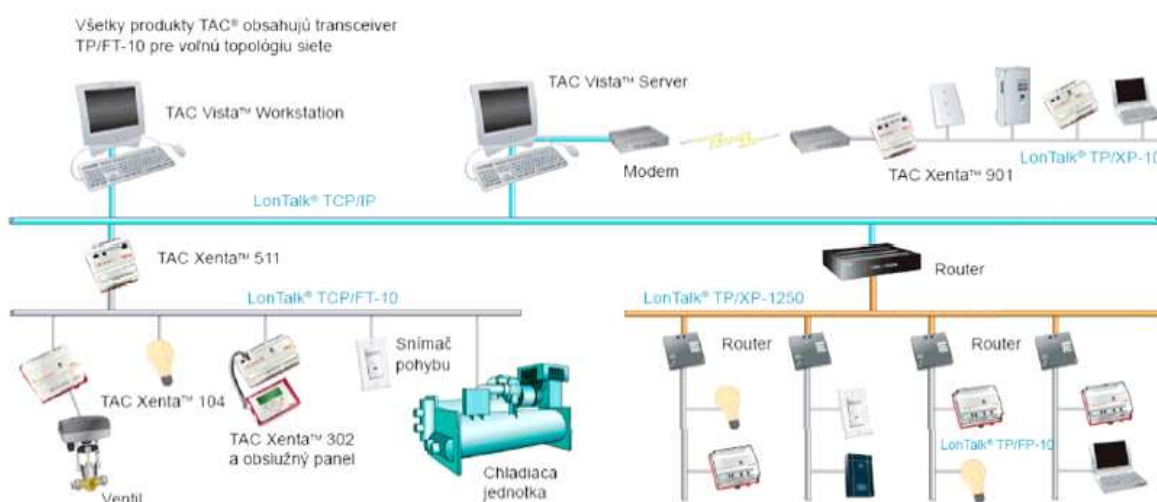 Všetky produkty TAC® obsahujú transceiver
TP/FT-10 pre voľnú topológiu siete
TAC Vista™ Workstation
TAC Vista™ Server
Modem
TAC Xenta™ 901
LonTalk® TP/XP-10
LonTalk® TCP/IP
TAC Xenta™ 511
Router
LonTalk® TCP/FT-10
LonTalk® TP/XP-1250
Snímač
pohybu
Router
Router
TAC Xenta™ 104
TAC Xenta™ 302
a obslužný panel
LonTalk® TP/FP-10
Chladiaca
jednotka
Ventil